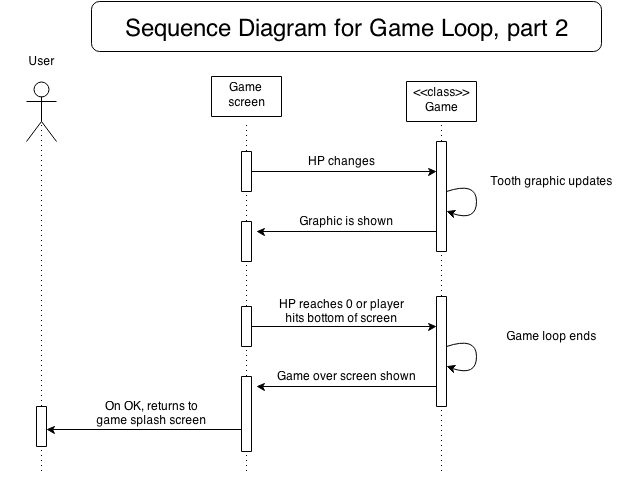 Sequence Diagram for Game Loop, part 2
User
Game
screen
<<class>>
Game
HP changes
Tooth graphic updates
Graphic is shown
HP reaches 0 or player
hits bottom of screen
Game loop ends
Game over screen shown
On OK, returns to
game splash screen